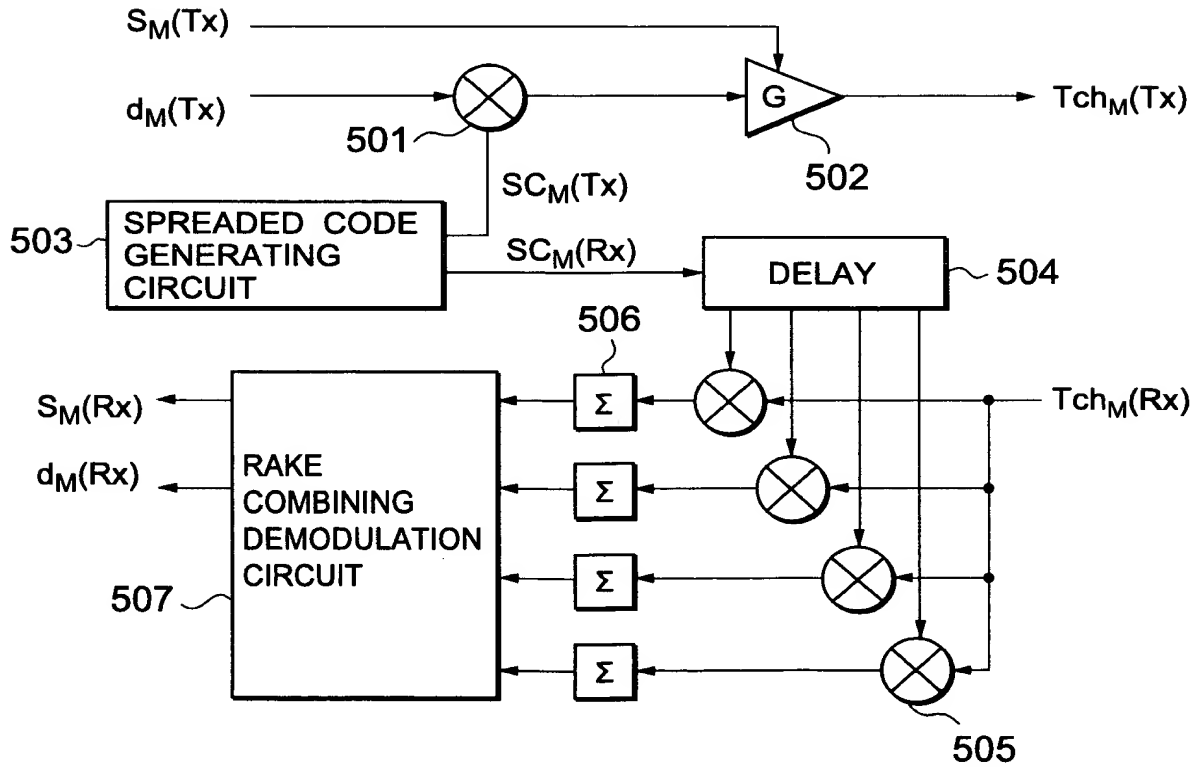 S_M(Tx)
d_M(Tx)
501
G
502
Tch_M(Tx)
SC_M(Tx)
503
SPREADED CODE
GENERATING
CIRCUIT
SC_M(Rx)
DELAY
504
506
S_M(Rx)
d_M(Rx)
RAKE
COMBINING
DEMODULATION
CIRCUIT
507
Σ
Σ
Σ
Σ
Tch_M(Rx)
505